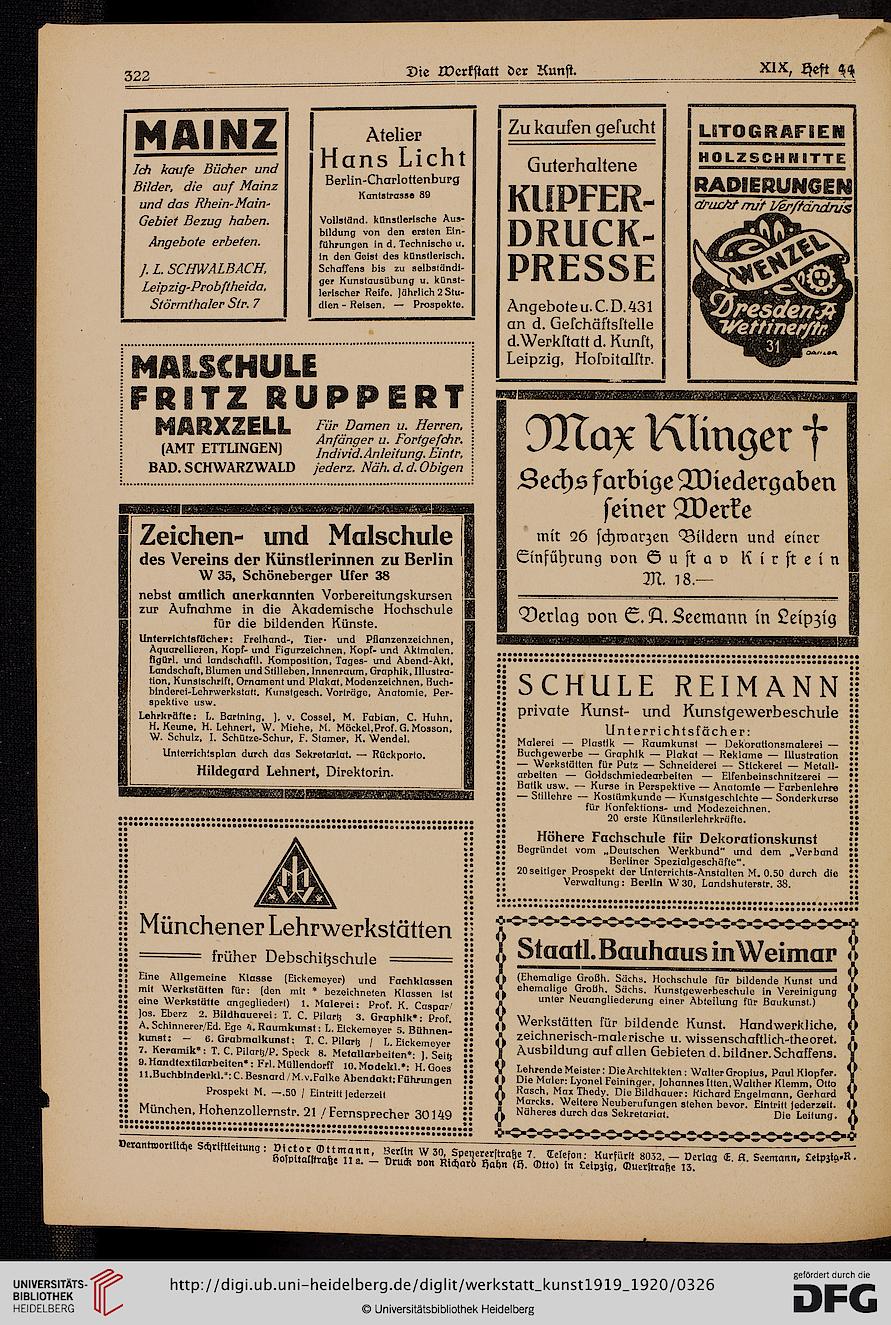 322
Die Werkstatt der Kunst.
XIX, Heft 44
MAINZ
Ich kaufe Bücher und
Bilder, die auf Mainz
und das Rhein-Main-
Gebiet Bezug haben.
Angebote erbeten.
J. L. SCHWALBACH,
Leipzig-Probstheida,
Störmthaler Str. 7
Atelier
Hans Licht
Berlin-Charlottenburg
Kantstrasse 89
Vollständ. künstlerische Aus-
bildung von den ersten Ein-
führungen in d. Technische u.
in den Geist des künstlerisch.
Schaffens bis zu selbständi-
ger Kunstausübung u. künst-
lerischer Reife. Jährlich 2 Stu-
dien - Reisen. — Prospekte.
Zu kaufen gesucht
Guterhaltene
KUPFER-
DRUCK-
PRESSE
Angebote u. C. D. 431
an d. Geschäftsstelle
d. Werkstatt d. Kunst,
Leipzig, Hospitalstr.
LITOGRAFIEN
HOLZSCHNITTE
RADIERUNGEN
druckt mit Verständnis
WENZEL
Dresden-A
Wettinerstr.
31
MALSCHULE
FRITZ RUPPERT
MARXZELL
(AMT ETTLINGEN)
BAD. SCHWARZWALD
Für Damen u. Herren,
Anfänger u. Fortgeschr.
Individ. Anleitung. Eintr.
jederz. Näh. d. d. Obigen
Max Klinger †
Sechs farbige Wiedergaben
seiner Werke
mit 26 schwarzen Bildern und einer
Einführung von Gustav Kirstein
M. 18.—
Verlag von E. A. Seemann in Leipzig
Zeichen- und Malschule
des Vereins der Künstlerinnen zu Berlin
W 35, Schöneberger Ufer 38
nebst amtlich anerkannten Vorbereitungskursen
zur Aufnahme in die Akademische Hochschule
für die bildenden Künste.
Unterrichtsfächer: Freihand-, Tier- und Pflanzenzeichnen,
Aquarellieren, Kopf- und Figurzeichnen, Kopf- und Aktmalen,
figürl. und landschaftl. Komposition, Tages- und Abend-Akt,
Landschaft, Blumen und Stilleben, Innenraum, Graphik, Illustra-
tion, Kunstschrift, Ornament und Plakat, Modenzeichnen, Buch-
binderei-Lehrwerkstatt. Kunstgesch. Vorträge, Anatomie, Per-
spektive usw.
Lehrkräfte: L. Bartning, J. v. Cossel, M. Fabian, C. Huhn,
H. Keune, H. Lehnert, W. Miehe, M. Möckel, Prof. G. Mosson,
W. Schulz, J. Schütze-Schur, F. Stamer, K. Wendel.
Unterrichtsplan durch das Sekretariat. — Rückporto.
Hildegard Lehnert, Direktorin.
SCHULE REIMANN
private Kunst- und Kunstgewerbeschule
Unterrichtsfächer:
Malerei — Plastik — Raumkunst — Dekorationsmalerei —
Buchgewerbe — Graphik — Plakat — Reklame — Illustration
— Werkstätten für Putz — Schneiderei — Stickerei — Metall-
arbeiten — Goldschmiedearbeiten — Elfenbeinschnitzerei —
Batik usw. — Kurse in Perspektive — Anatomie — Farbenlehre
— Stillehre — Kostümkunde — Kunstgeschichte — Sonderkurse
für Konfektions- und Modezeichnen.
20 erste Künstlerlehrkräfte.
Höhere Fachschule für Dekorationskunst
Begründet vom „Deutschen Werkbund“ und dem „Verband
Berliner Spezialgeschäfte“.
20 seitiger Prospekt der Unterrichts-Anstalten M. 0.50 durch die
Verwaltung: Berlin W 30, Landshuterstr. 38.
Münchener Lehrwerkstätten
früher Debschitzschule
Eine Allgemeine Klasse (Eickemeyer) und Fachklassen
mit Werkstätten für: (den mit * bezeichneten Klassen ist
eine Werkstätte angegliedert) 1. Malerei: Prof. K. Caspar/
Jos. Eberz 2. Bildhauerei: T. C. Pilartz 3. Graphik*: Prof.
A. Schinnerer/Ed. Ege 4. Raumkunst: L. Eickemeyer 5. Bühnen-
kunst: — 6. Grabmalkunst: T. C. Pilartz / L. Eickemeyer
7. Keramik*: T. C. Pilartz/P. Speck 8. Metallarbeiten*: J. Seitz
9. Handtextilarbeiten*: Frl. Müllendorff 10. Modekl.*: H. Goes
11. Buchbinderkl.*: C. Besnard / M. v. Falke Abendakt: Führungen
Prospekt M. —.50 / Eintritt jederzeit
München, Hohenzollernstr. 21 / Fernsprecher 30149
Staatl. Bauhaus in Weimar
(Ehemalige Großh. Sächs. Hochschule für bildende Kunst und
ehemalige Großh. Sächs. Kunstgewerbeschule in Vereinigung
unter Neuangliederung einer Abteilung für Baukunst.)
Werkstätten für bildende Kunst. Handwerkliche,
zeichnerisch-malerische u. wissenschaftlich-theoret.
Ausbildung auf allen Gebieten d. bildner. Schaffens.
Lehrende Meister: Die Architekten: Walter Gropius, Paul Klopfer.
Die Maler: Lyonel Feininger, Johannes Itten, Walther Klemm, Otto
Rasch, Max Thedy. Die Bildhauer: Richard Engelmann, Gerhard
Marcks. Weitere Neuberufungen stehen bevor. Eintritt jederzeit.
Näheres durch das Sekretariat. Die Leitung.
Verantwortliche Schriftleitung: Victor Ottmann, Berlin W 30, Speyererstraße 7. Telefon: Kurfürst 8032. — Verlag E. A. Seemann, Leipzig-R.
Hospitalstraße 11 a. — Druck von Richard Hahn (H. Otto) in Leipzig, Querstraße 13.
UNIVERSITÄTS-
BIBLIOTHEK
HEIDELBERG
http://digi.ub.uni-heidelberg.de/diglit/werkstatt_kunst1919_1920/0326
© Universitätsbibliothek Heidelberg
gefördert durch die
DFG